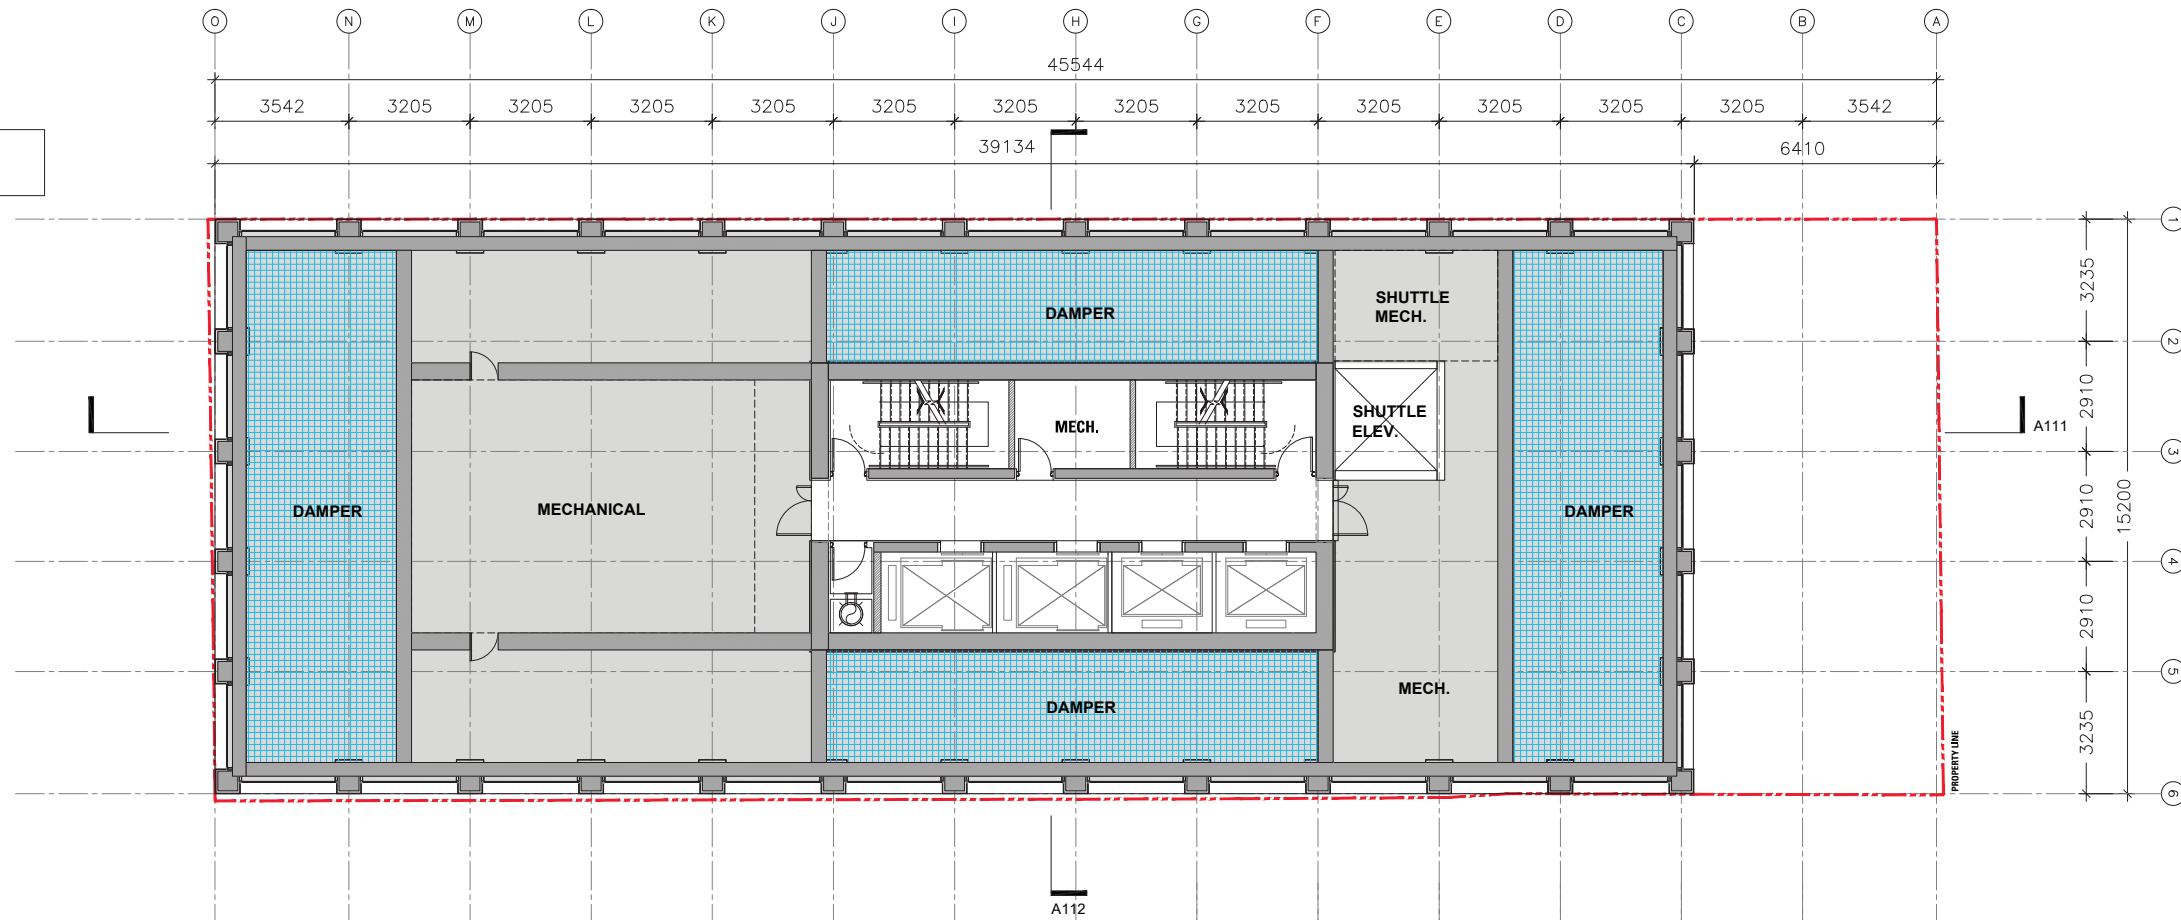 O N M L K J I H G F E D C B A
45544
3542 3205 3205 3205 3205 3205 3205 3205 3205 3205 3205 3205 3205 3542
39134 6410
1
3235
2
2910
3
2910
15200
4
2910
5
3235
6
DAMPER
SHUTTLE
MECH.
SHUTTLE
ELEV.
MECH.
A111
DAMPER
MECHANICAL
DAMPER
MECH.
DAMPER
PROPERTY LINE
A112